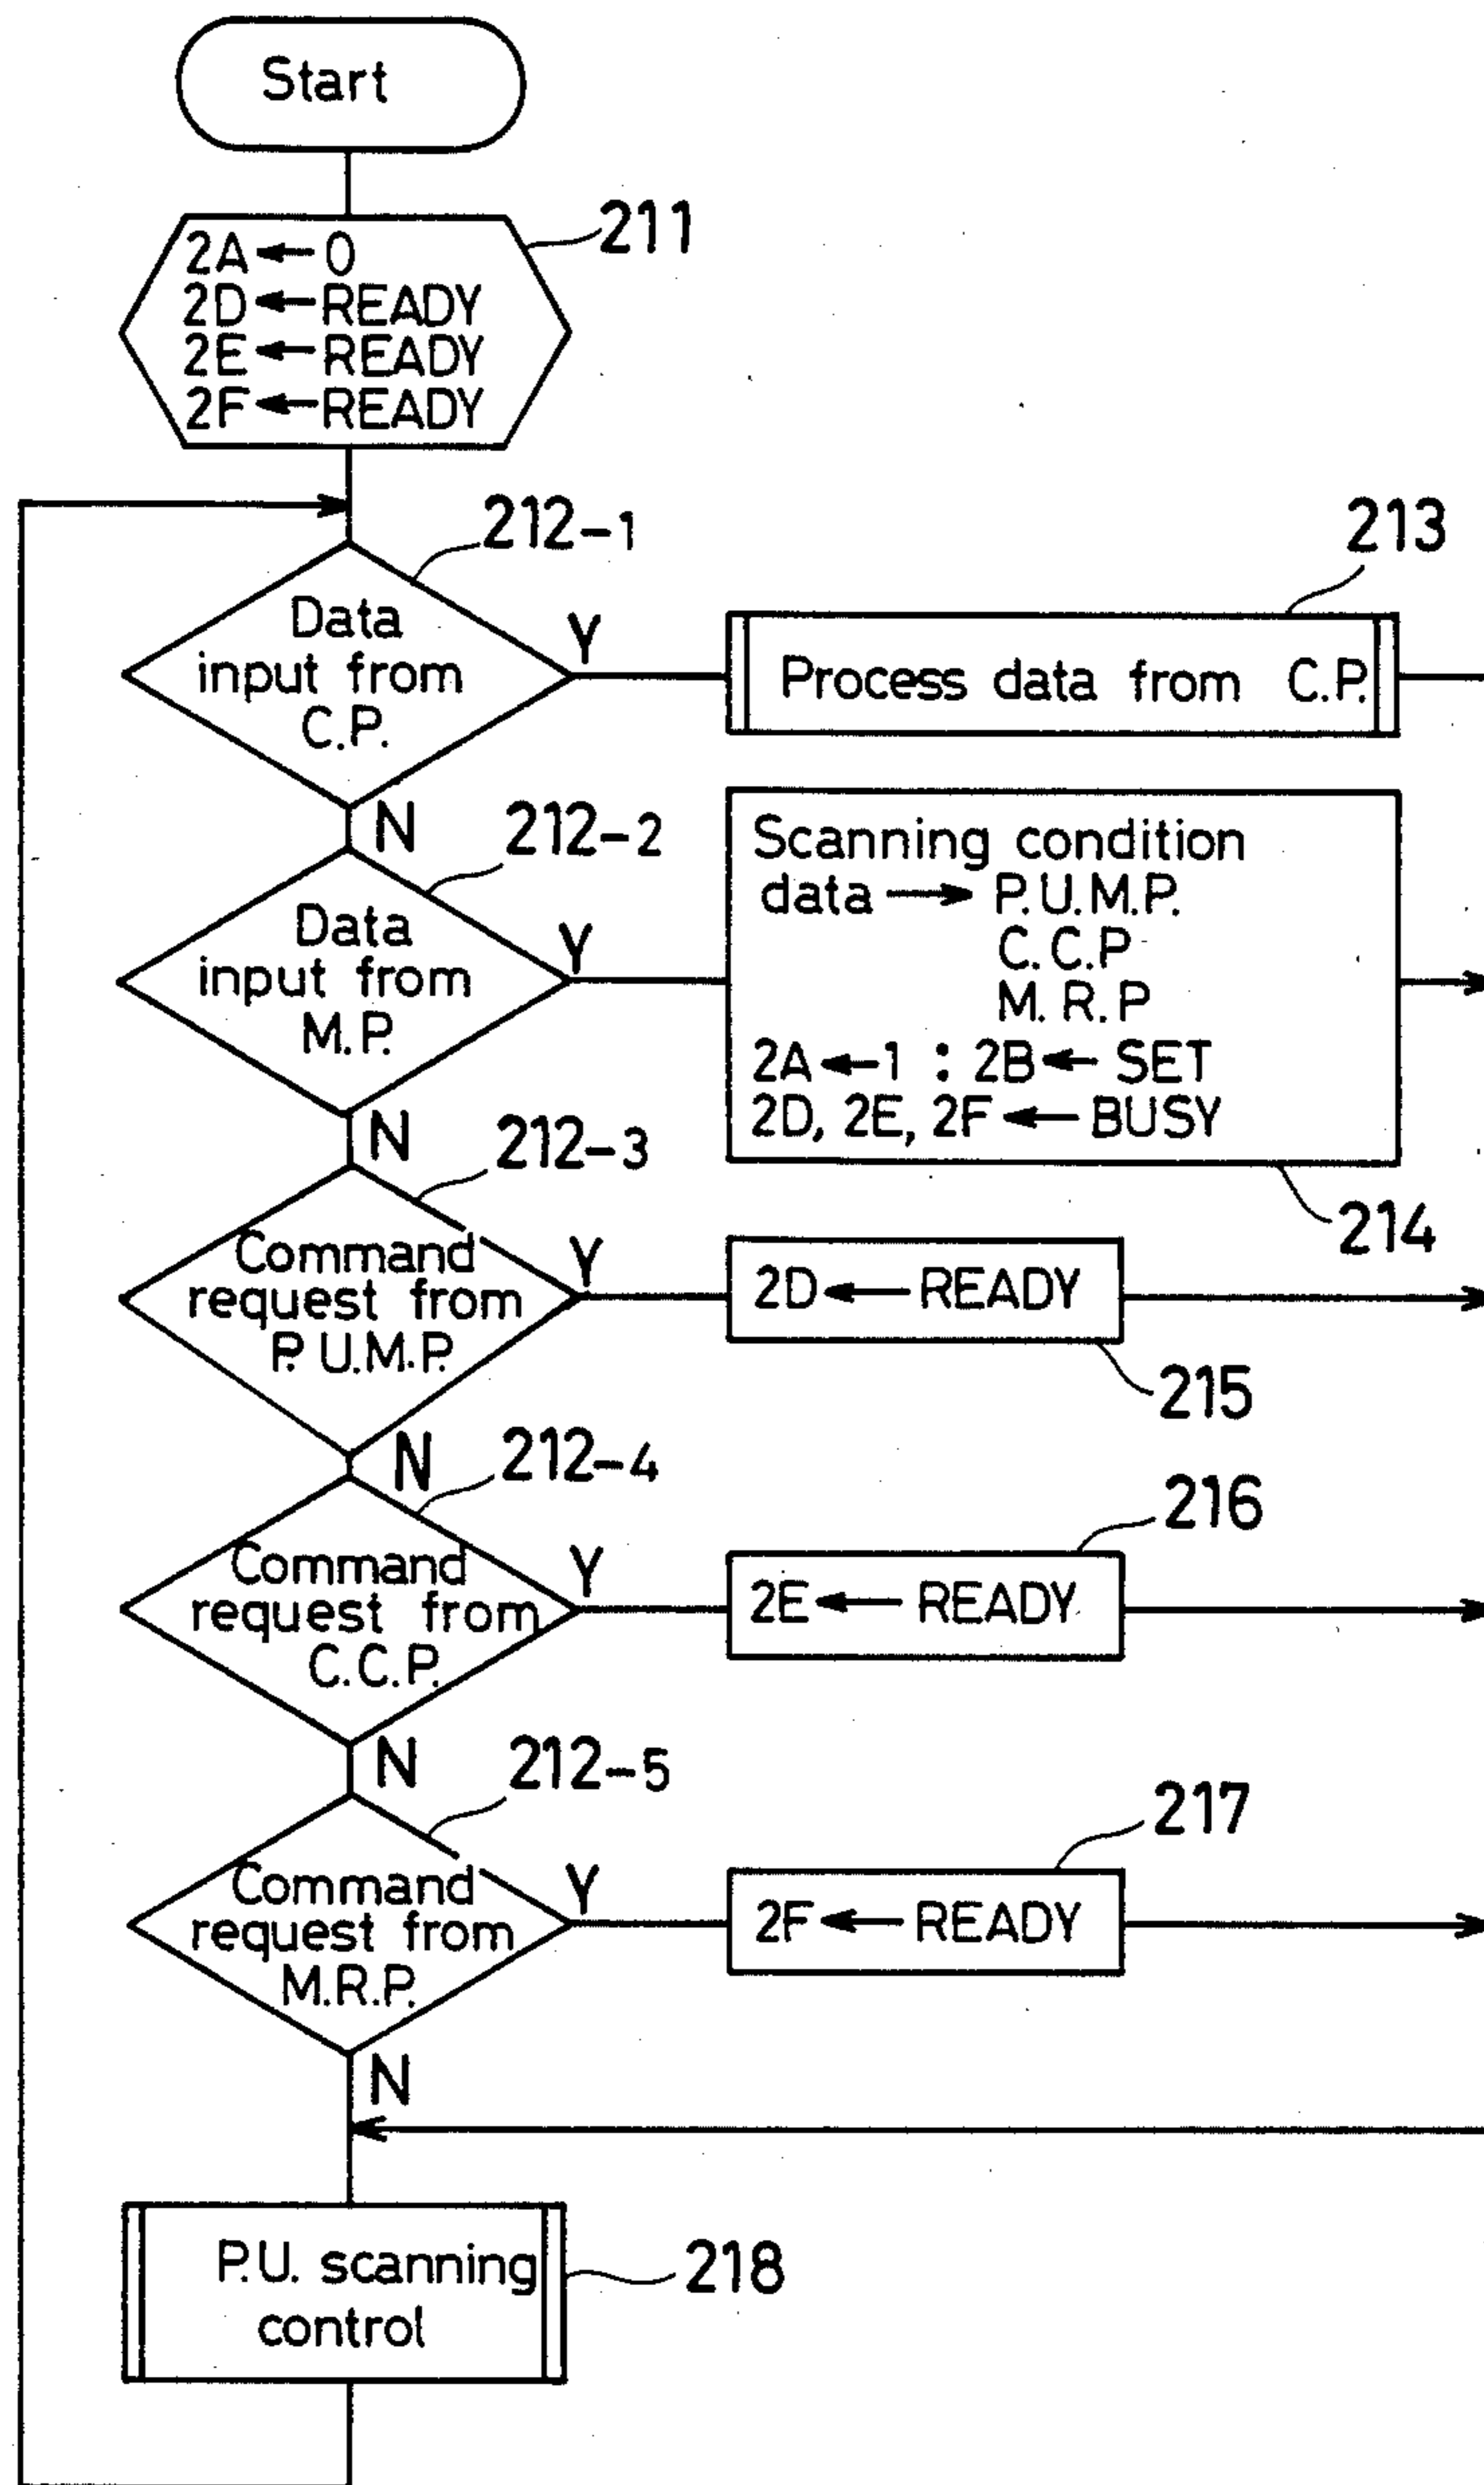 Start
211
2A ← 0
2D ← READY
2E ← READY
2F ← READY
212-1
213
Data
input from
C.P.
Y
Process data from C.P.
N
212-2
Data
input from
M.P.
Y
Scanning condition
data → P.U.M.P.
C.C.P
M.R.P
2A ← 1 : 2B ← SET
2D, 2E, 2F ← BUSY
214
N
212-3
Command
request from
P.U.M.P.
Y
2D ← READY
215
N
212-4
216
Command
request from
C.C.P.
Y
2E ← READY
N
212-5
217
Command
request from
M.R.P.
Y
2F ← READY
N
P.U. scanning
control
218